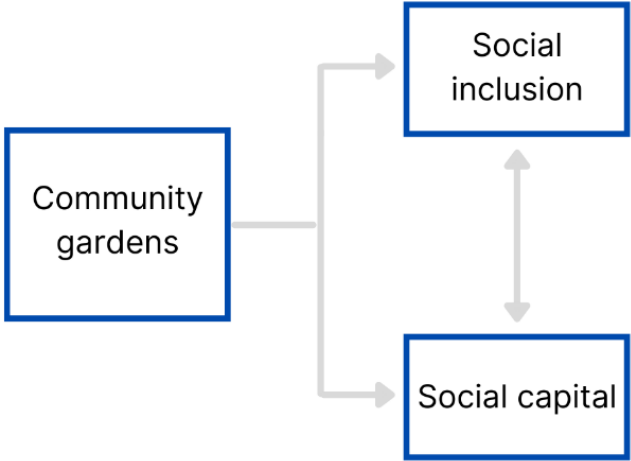 Social
inclusion
Community
gardens
Social capital